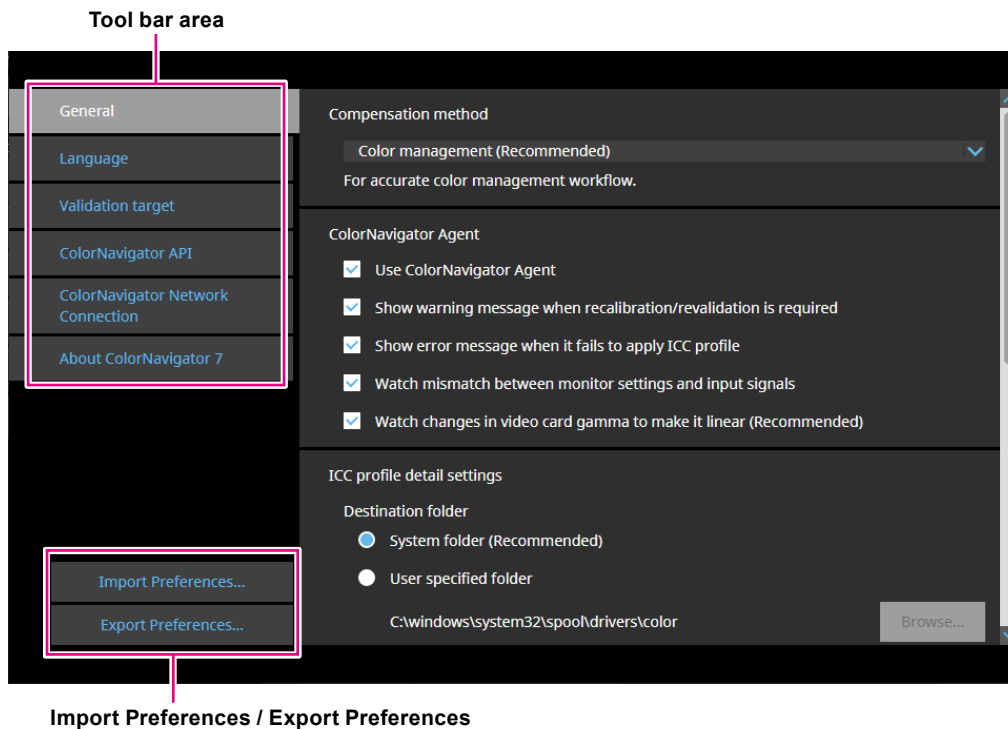 Tool bar area
General
Language
Validation target
ColorNavigator API
ColorNavigator Network
Connection
About ColorNavigator 7
Import Preferences...
Export Preferences...
Compensation method
Color management (Recommended)
For accurate color management workflow.
ColorNavigator Agent
Use ColorNavigator Agent
Show warning message when recalibration/revalidation is required
Show error message when it fails to apply ICC profile
Watch mismatch between monitor settings and input signals
Watch changes in video card gamma to make it linear (Recommended)
ICC profile detail settings
Destination folder
System folder (Recommended)
User specified folder
C:\windows\system32\spool\drivers\color
Browse...
Import Preferences / Export Preferences